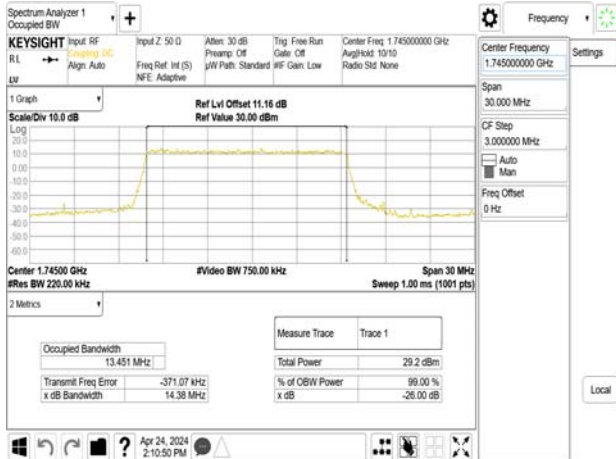 Spectrum Analyzer 1
Occupied BW
+
Frequency
KEYSIGHT Input: RF
RL
Coupling: DC
Align: Auto
LXI
Input Z: 50 Ω
Freq Ref: Int (S)
NFE: Adaptive
Atten: 30 dB
Preamp: Off
µW Path: Standard
Trig: Free Run
Gate: Off
#IF Gain: Low
Center Freq: 1.745000000 GHz
Avg|Hold: 10/10
Radio Std: None
Center Frequency
1.745000000 GHz
Settings
Span
30.000 MHz
CF Step
3.000000 MHz
Auto
Man
Freq Offset
0 Hz
Local
1 Graph
Scale/Div 10.0 dB
Ref Lvl Offset 11.16 dB
Ref Value 30.00 dBm
Log
20.0
10.0
0.00
-10.0
-20.0
-30.0
-40.0
-50.0
-60.0
Center 1.74500 GHz
#Video BW 750.00 kHz
Span 30 MHz
#Res BW 220.00 kHz
Sweep 1.00 ms (1001 pts)
2 Metrics
Measure Trace
Trace 1
Occupied Bandwidth
13.451 MHz
Total Power
29.2 dBm
Transmit Freq Error
-371.07 kHz
% of OBW Power
99.00 %
x dB Bandwidth
14.38 MHz
x dB
-26.00 dB
?
Apr 24, 2024
2:10:50 PM